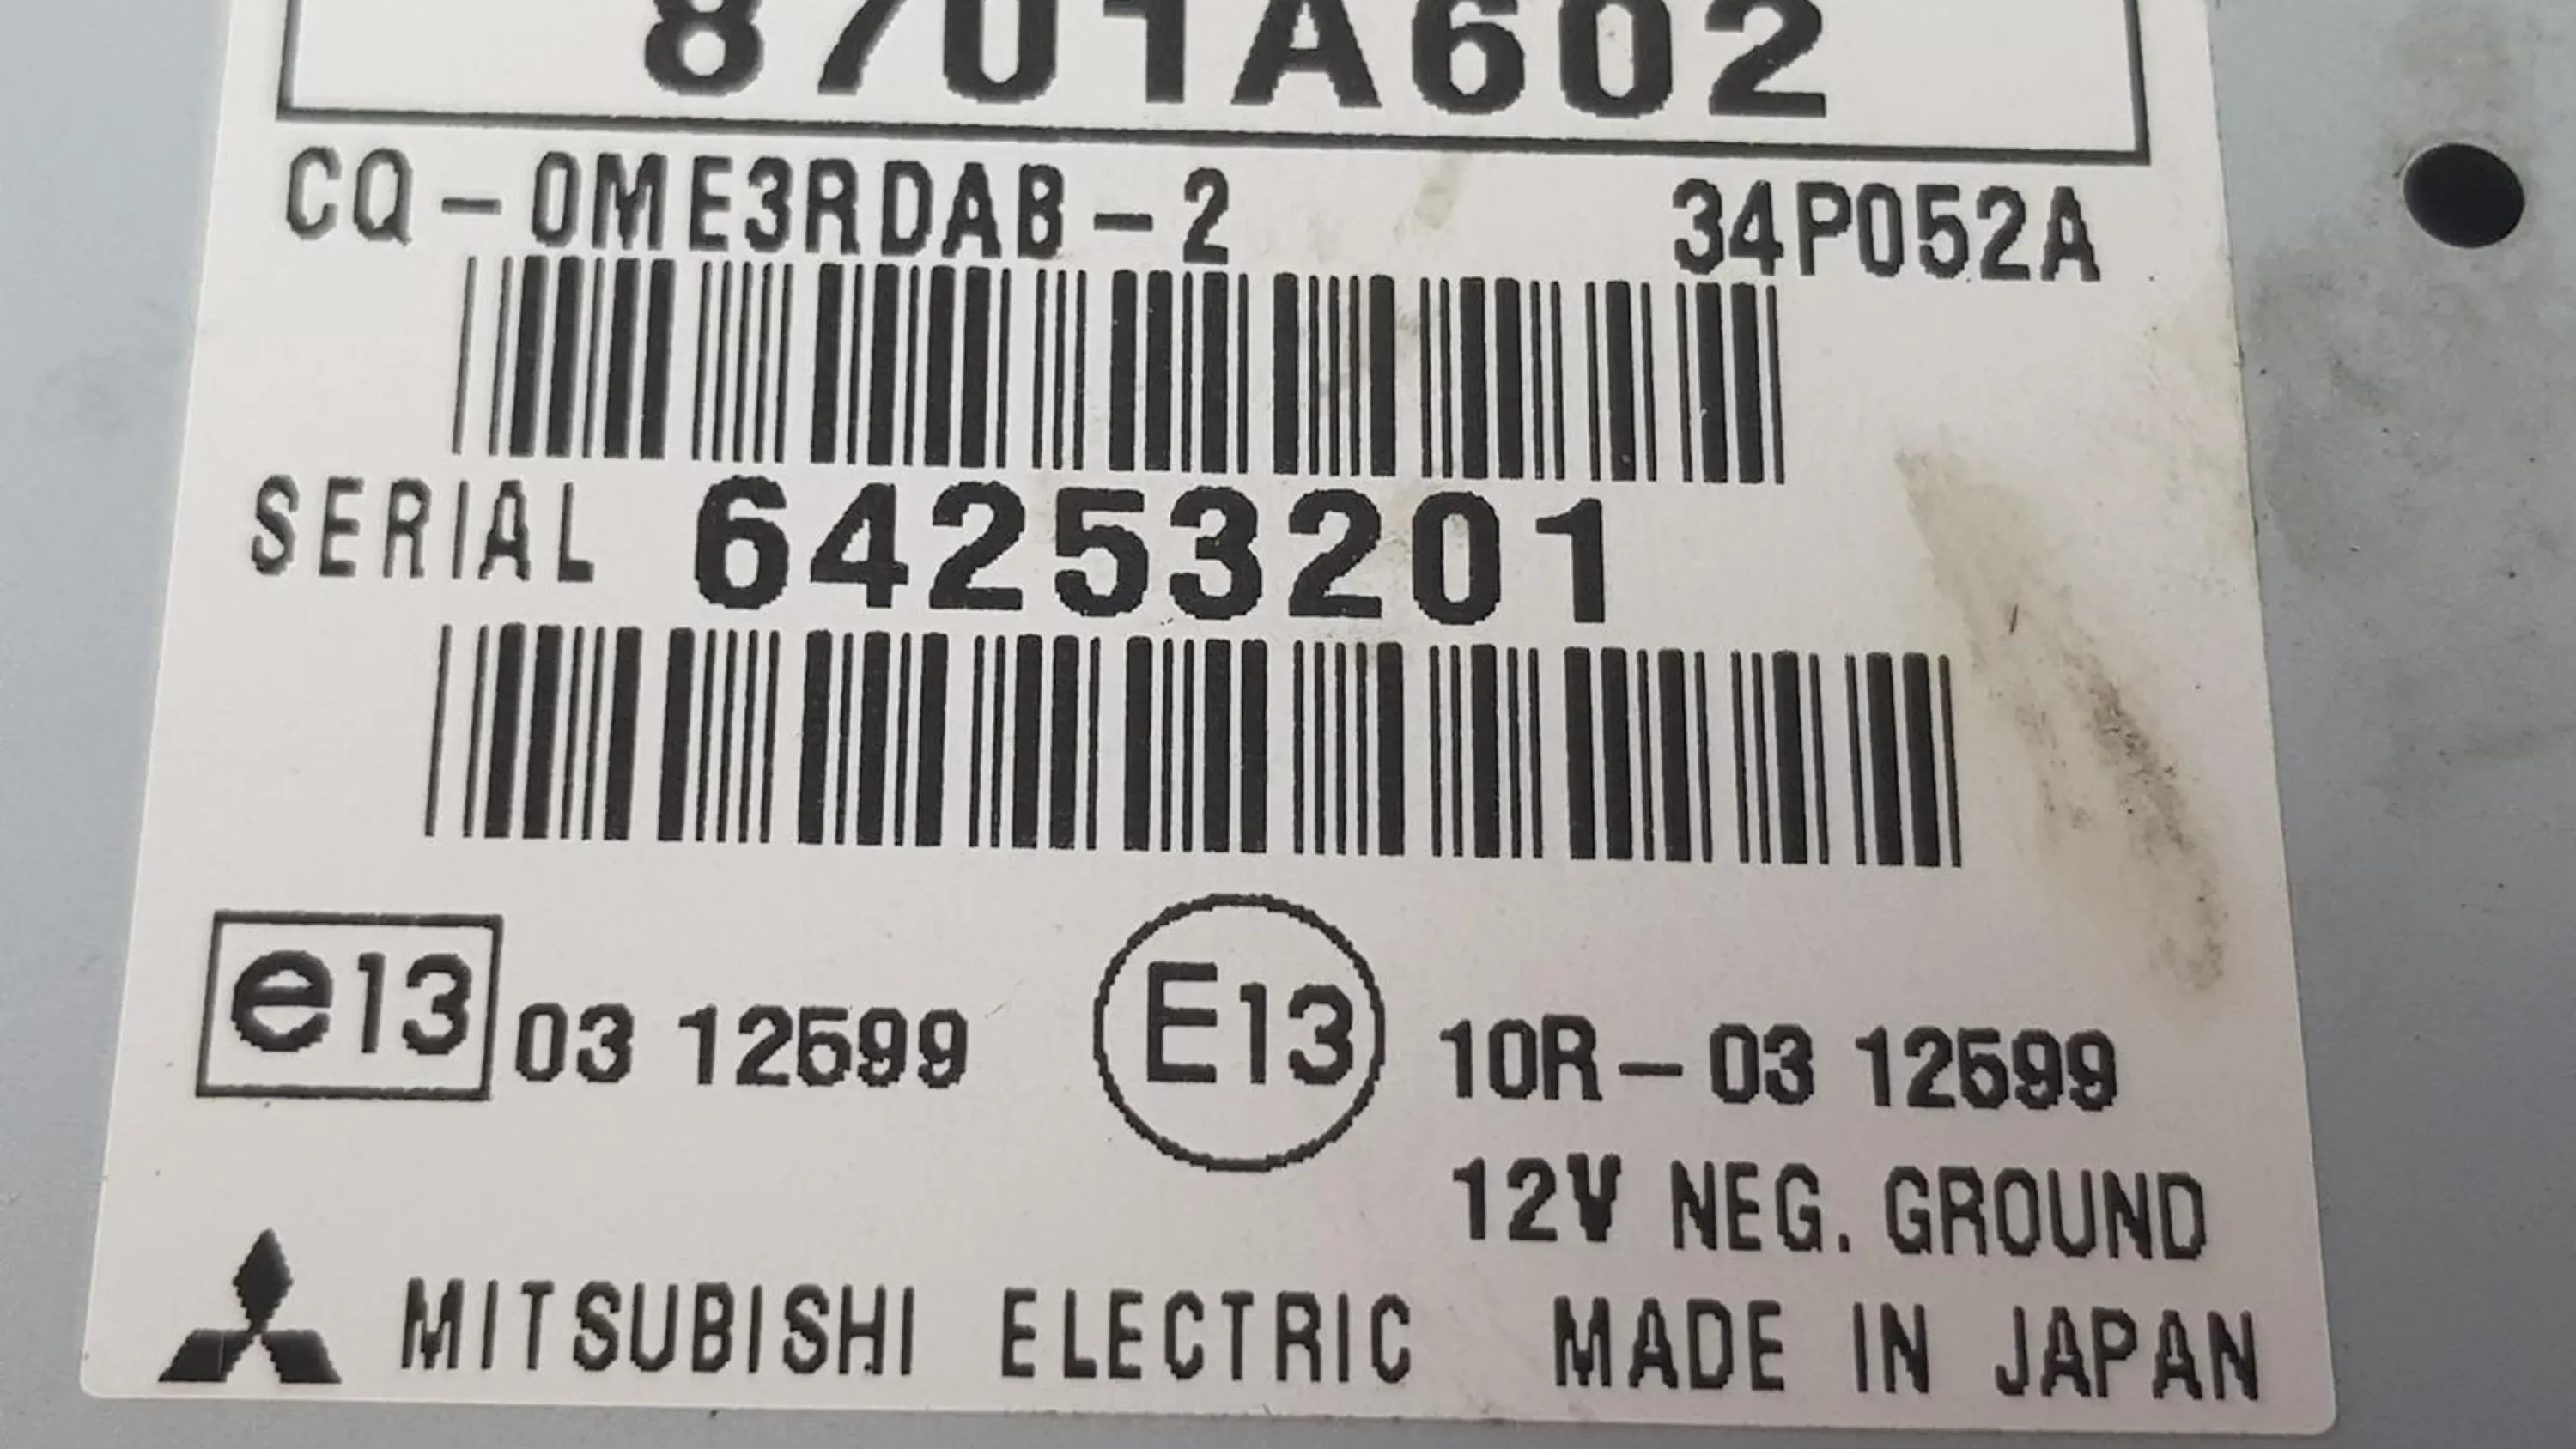 8701A602
CQ-0ME3RDAB-2 34P052A
SERIAL 64253201
e13 03 12599 E13 10R-03 12599
12V NEG. GROUND
MITSUBISHI ELECTRIC MADE IN JAPAN